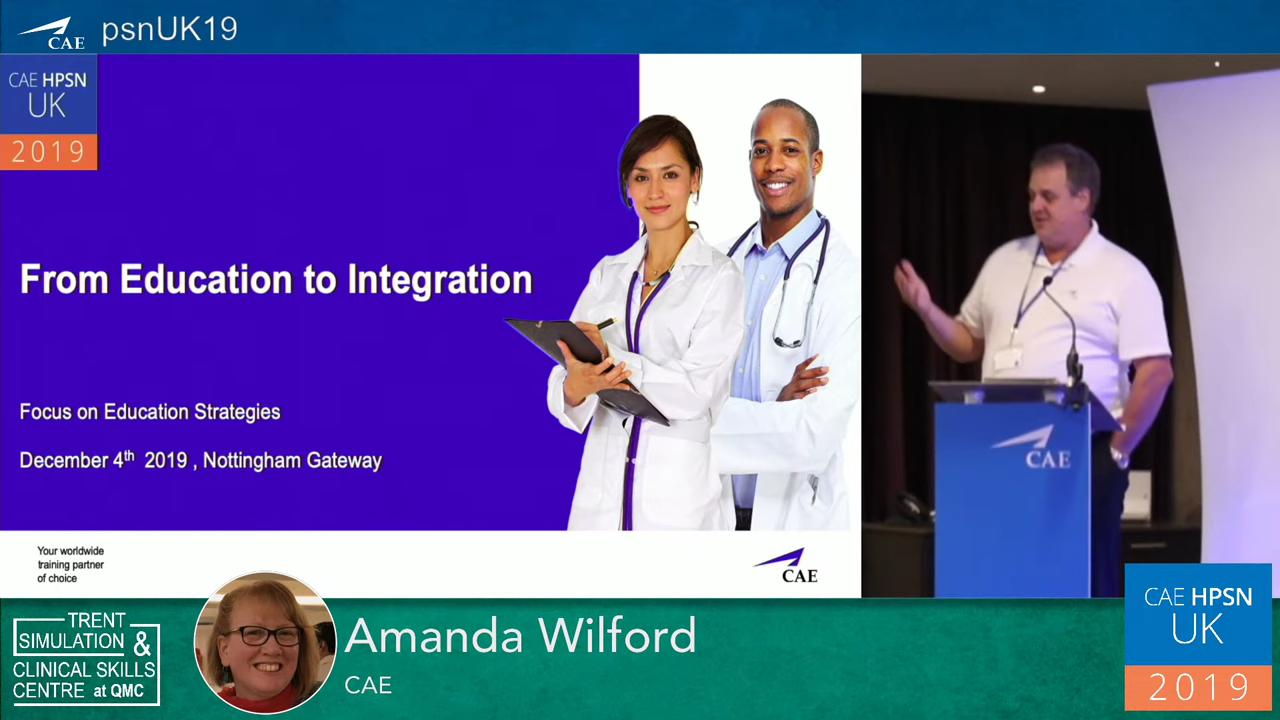 CAE
psnUK19
CAE HPSN
UK
2019
From Education to Integration
Focus on Education Strategies
December 4th 2019 , Nottingham Gateway
Your worldwide
training partner
of choice
CAE
CAE
TRENT
SIMULATION &
CLINICAL SKILLS
CENTRE at QMC
Amanda Wilford
CAE
CAE HPSN
UK
2019